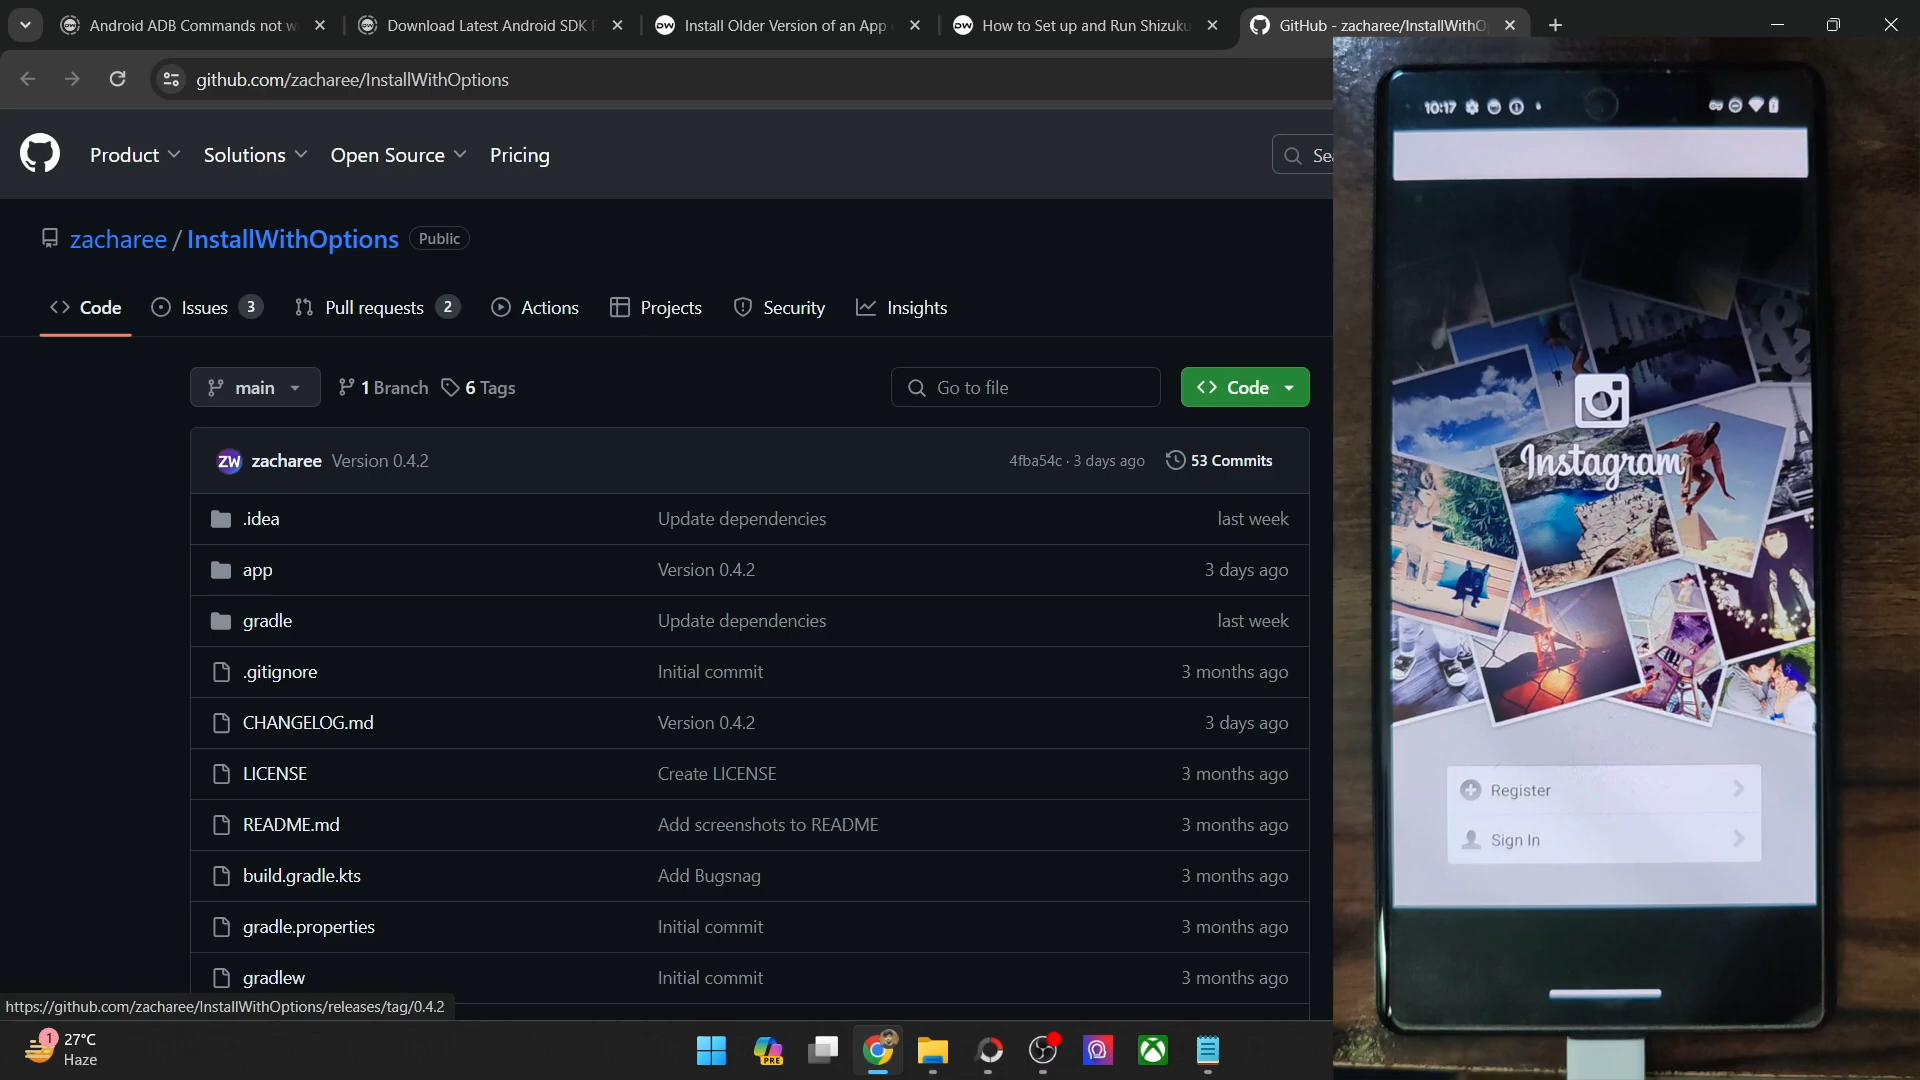 Android ADB Commands not w
Download Latest Android SDK
Install Older Version of an App
How to Set up and Run Shizuku
GitHub - zacharee/InstallWithO
github.com/zacharee/InstallWithOptions
Product
Solutions
Open Source
Pricing
zacharee / InstallWithOptions
Public
Code
Issues 3
Pull requests 2
Actions
Projects
Security
Insights
main
1 Branch
6 Tags
Go to file
Code
ZW zacharee Version 0.4.2
4fba54c · 3 days ago
53 Commits
.idea Update dependencies last week
app Version 0.4.2 3 days ago
gradle Update dependencies last week
.gitignore Initial commit 3 months ago
CHANGELOG.md Version 0.4.2 3 days ago
LICENSE Create LICENSE 3 months ago
README.md Add screenshots to README 3 months ago
build.gradle.kts Add Bugsnag 3 months ago
gradle.properties Initial commit 3 months ago
gradlew Initial commit 3 months ago
https://github.com/zacharee/InstallWithOptions/releases/tag/0.4.2
1
27°C
Haze
PRE
10:17
&
Instagram
Register
Sign In